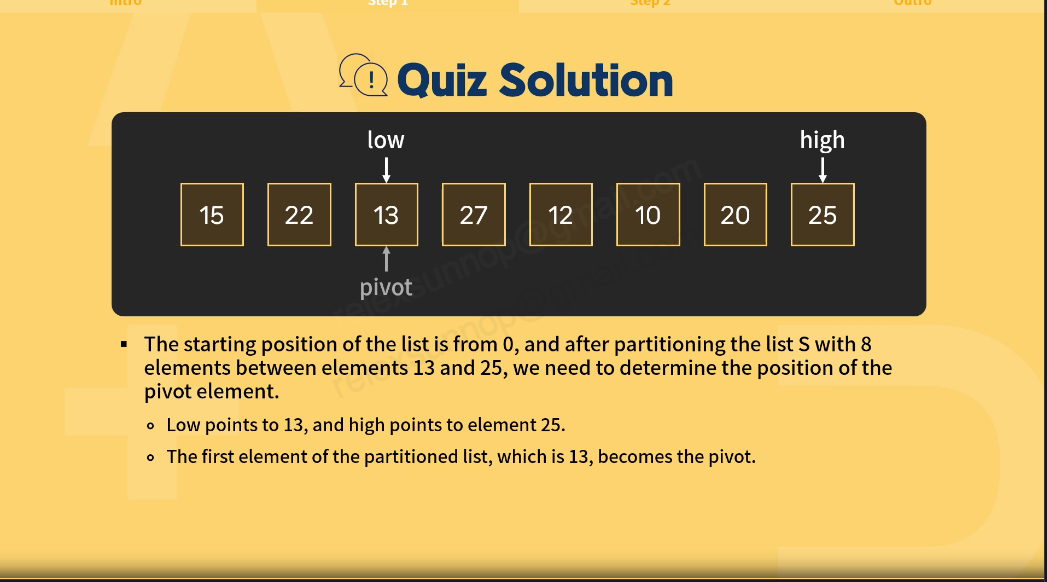 Intro Step 1 Step 2 Outro
! Quiz Solution
low high
15 22 13 27 12 10 20 25
pivot
relexsunnop@gmail.com
▪ The starting position of the list is from 0, and after partitioning the list S with 8
elements between elements 13 and 25, we need to determine the position of the
pivot element.
∘ Low points to 13, and high points to element 25.
∘ The first element of the partitioned list, which is 13, becomes the pivot.